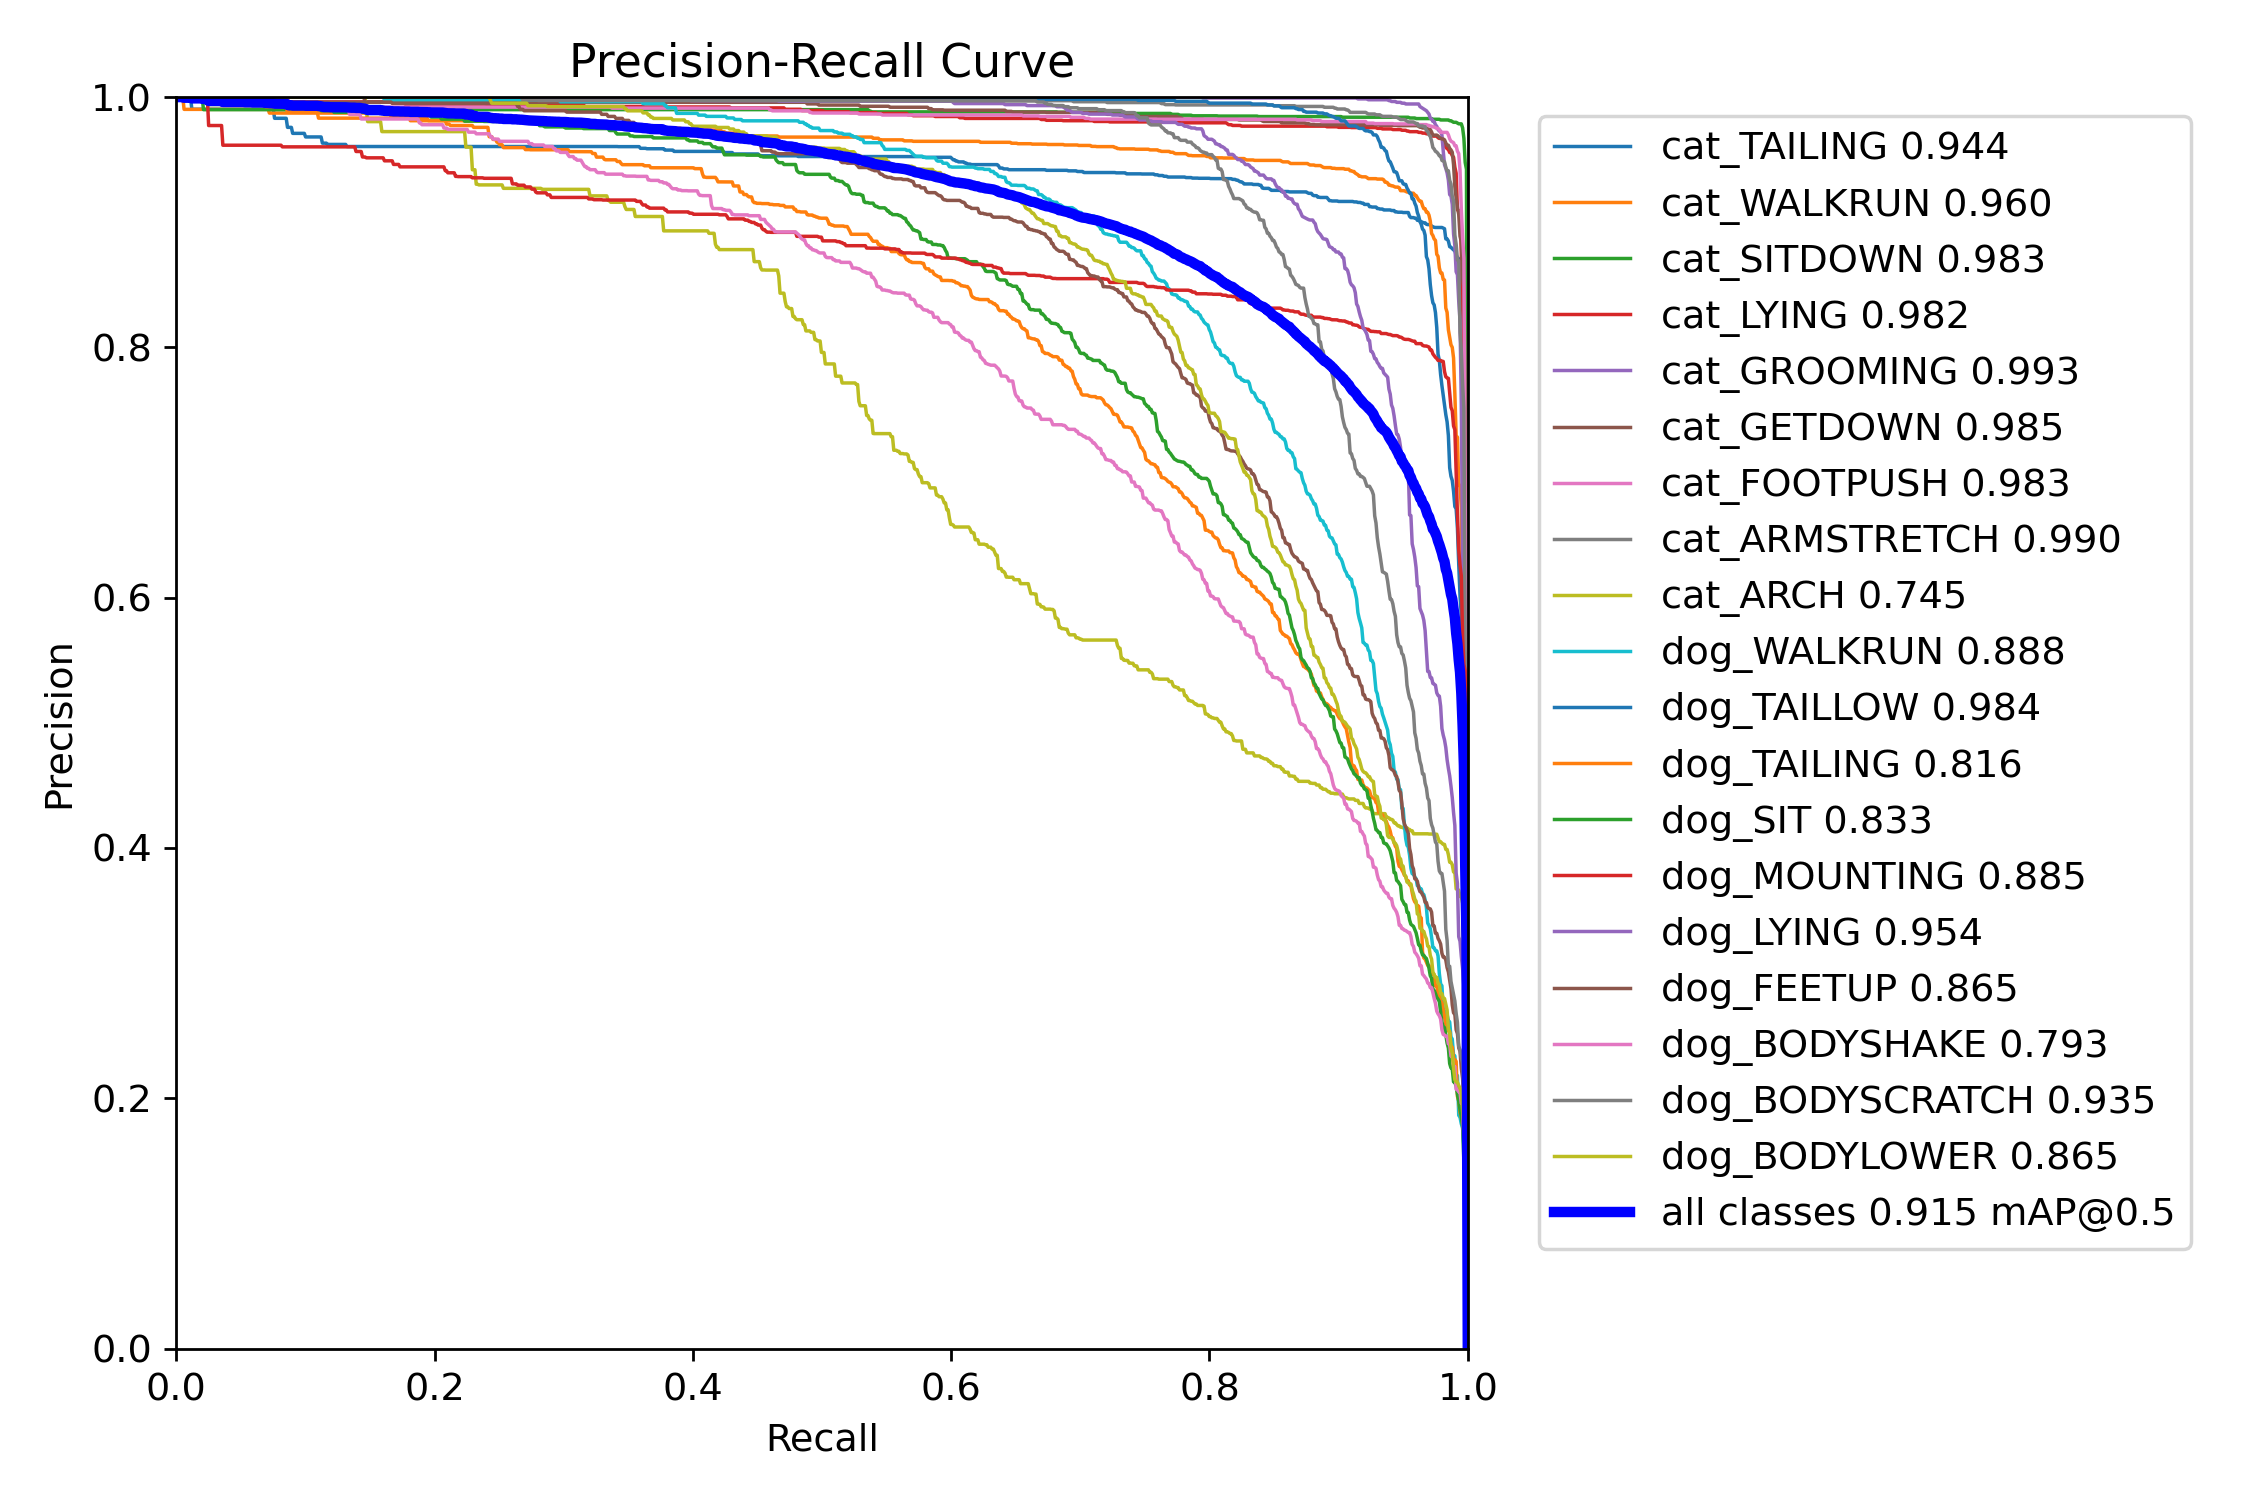 Precision-Recall Curve
1.0
0.8
0.6
0.4
0.2
0.0
Precision
0.0 0.2 0.4 0.6 0.8 1.0
Recall
cat_TAILING 0.944
cat_WALKRUN 0.960
cat_SITDOWN 0.983
cat_LYING 0.982
cat_GROOMING 0.993
cat_GETDOWN 0.985
cat_FOOTPUSH 0.983
cat_ARMSTRETCH 0.990
cat_ARCH 0.745
dog_WALKRUN 0.888
dog_TAILLOW 0.984
dog_TAILING 0.816
dog_SIT 0.833
dog_MOUNTING 0.885
dog_LYING 0.954
dog_FEETUP 0.865
dog_BODYSHAKE 0.793
dog_BODYSCRATCH 0.935
dog_BODYLOWER 0.865
all classes 0.915 mAP@0.5